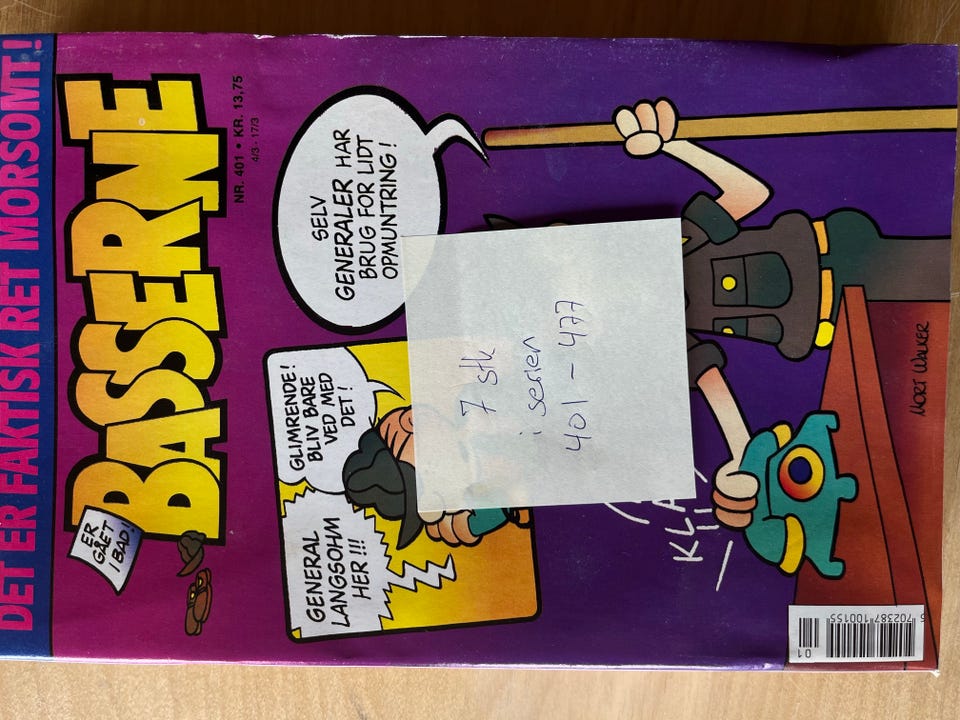 DET ER FAKTISK RET MORSOMT!
BASSERNE
ER
GÅET
I BAD!
NR. 401 • KR. 13,75
4/3 - 17/3
SELV
GENERALER HAR
BRUG FOR LIDT
OPMUNTRING!
GENERAL
LANGSOHM
HER!!!
GLIMRENDE!
BLIV BARE
VED MED
DET!
7 stk
i serien
401 - 477
MORT WALKER
01
702387 100155